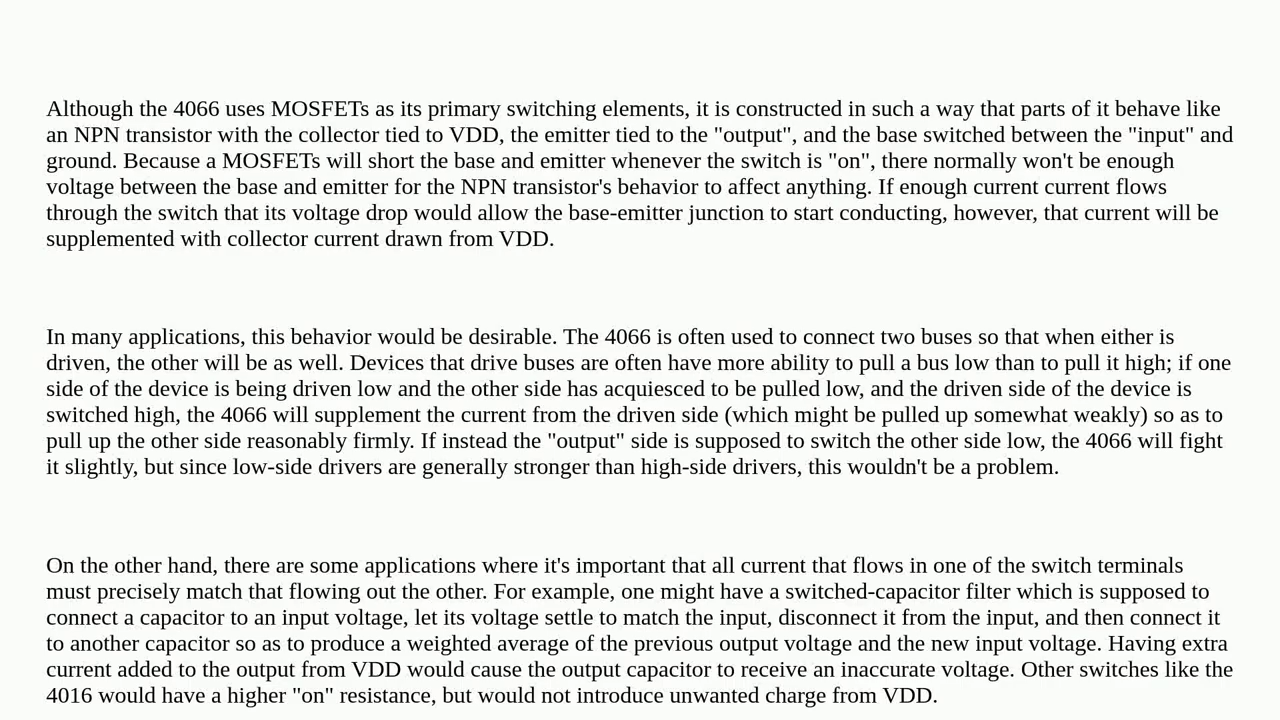 Although the 4066 uses MOSFETs as its primary switching elements, it is constructed in such a way that parts of it behave like
an NPN transistor with the collector tied to VDD, the emitter tied to the "output", and the base switched between the "input" and
ground. Because a MOSFETs will short the base and emitter whenever the switch is "on", there normally won't be enough
voltage between the base and emitter for the NPN transistor's behavior to affect anything. If enough current current flows
through the switch that its voltage drop would allow the base-emitter junction to start conducting, however, that current will be
supplemented with collector current drawn from VDD.
In many applications, this behavior would be desirable. The 4066 is often used to connect two buses so that when either is
driven, the other will be as well. Devices that drive buses are often have more ability to pull a bus low than to pull it high; if one
side of the device is being driven low and the other side has acquiesced to be pulled low, and the driven side of the device is
switched high, the 4066 will supplement the current from the driven side (which might be pulled up somewhat weakly) so as to
pull up the other side reasonably firmly. If instead the "output" side is supposed to switch the other side low, the 4066 will fight
it slightly, but since low-side drivers are generally stronger than high-side drivers, this wouldn't be a problem.
On the other hand, there are some applications where it's important that all current that flows in one of the switch terminals
must precisely match that flowing out the other. For example, one might have a switched-capacitor filter which is supposed to
connect a capacitor to an input voltage, let its voltage settle to match the input, disconnect it from the input, and then connect it
to another capacitor so as to produce a weighted average of the previous output voltage and the new input voltage. Having extra
current added to the output from VDD would cause the output capacitor to receive an inaccurate voltage. Other switches like the
4016 would have a higher "on" resistance, but would not introduce unwanted charge from VDD.